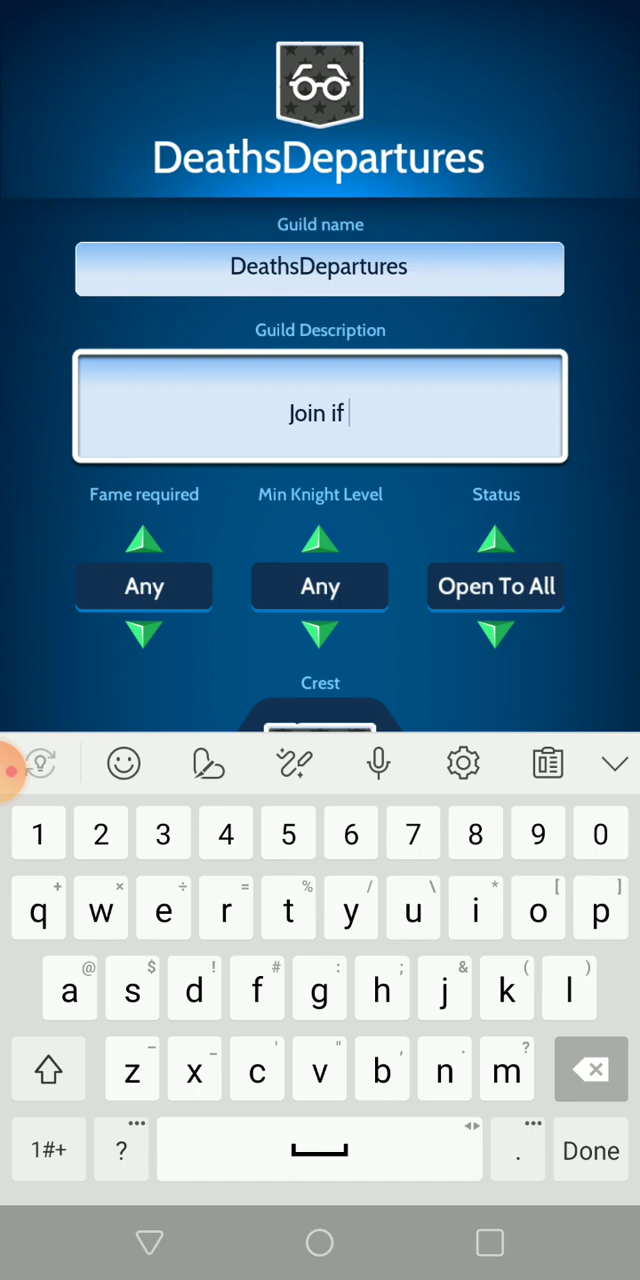 DeathsDepartures
Guild name
DeathsDepartures
Guild Description
Join if
Fame required Min Knight Level Status
Any Any Open To All
Crest
1 2 3 4 5 6 7 8 9 0
+ × ÷ = % / \ * [ ]
q w e r t y u i o p
@ $ ! # : ; & ( )
a s d f g h j k l
– _ ' " , . ?
z x c v b n m
1#+ ? . Done